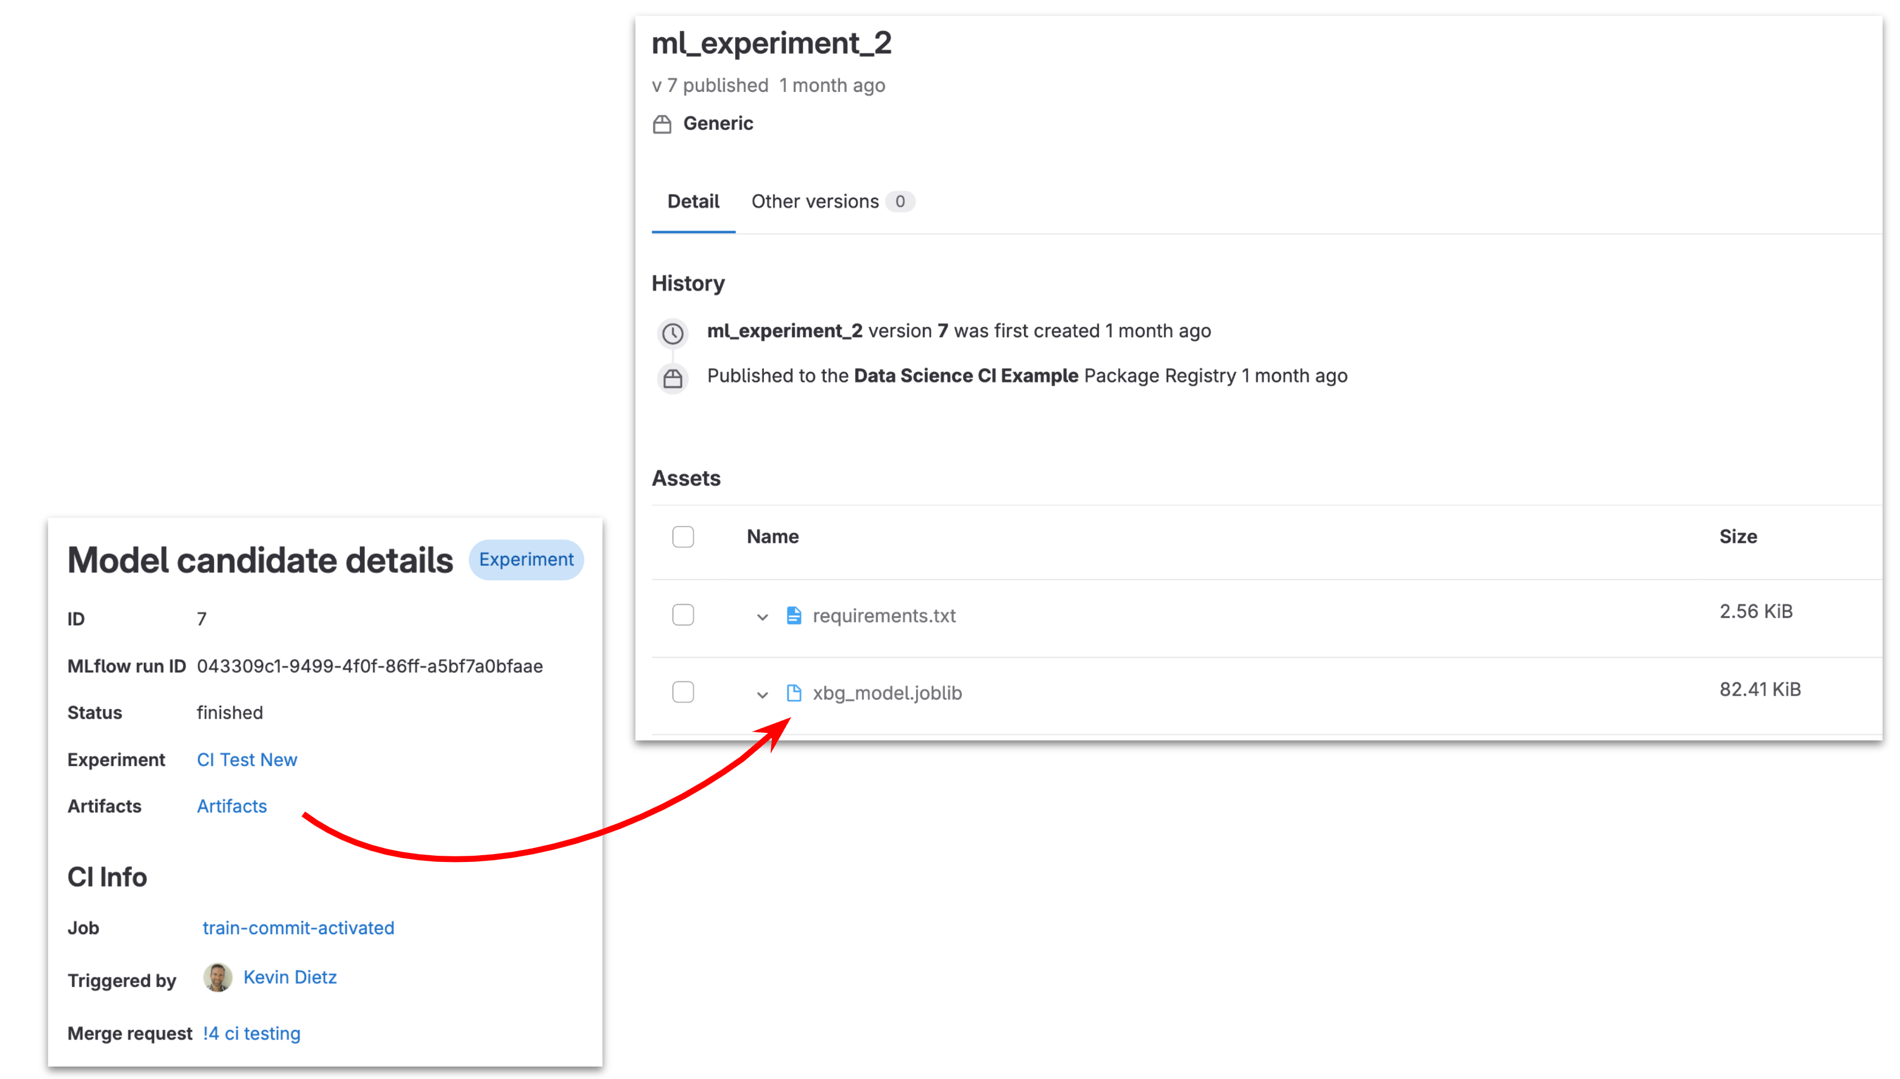 ml_experiment_2
v 7 published 1 month ago
Generic
Detail Other versions 0
History
ml_experiment_2 version 7 was first created 1 month ago
Published to the Data Science CI Example Package Registry 1 month ago
Assets
Name Size
requirements.txt 2.56 KiB
xbg_model.joblib 82.41 KiB
Model candidate details Experiment
ID 7
MLflow run ID 043309c1-9499-4f0f-86ff-a5bf7a0bfaae
Status finished
Experiment CI Test New
Artifacts Artifacts
CI Info
Job train-commit-activated
Triggered by Kevin Dietz
Merge request !4 ci testing